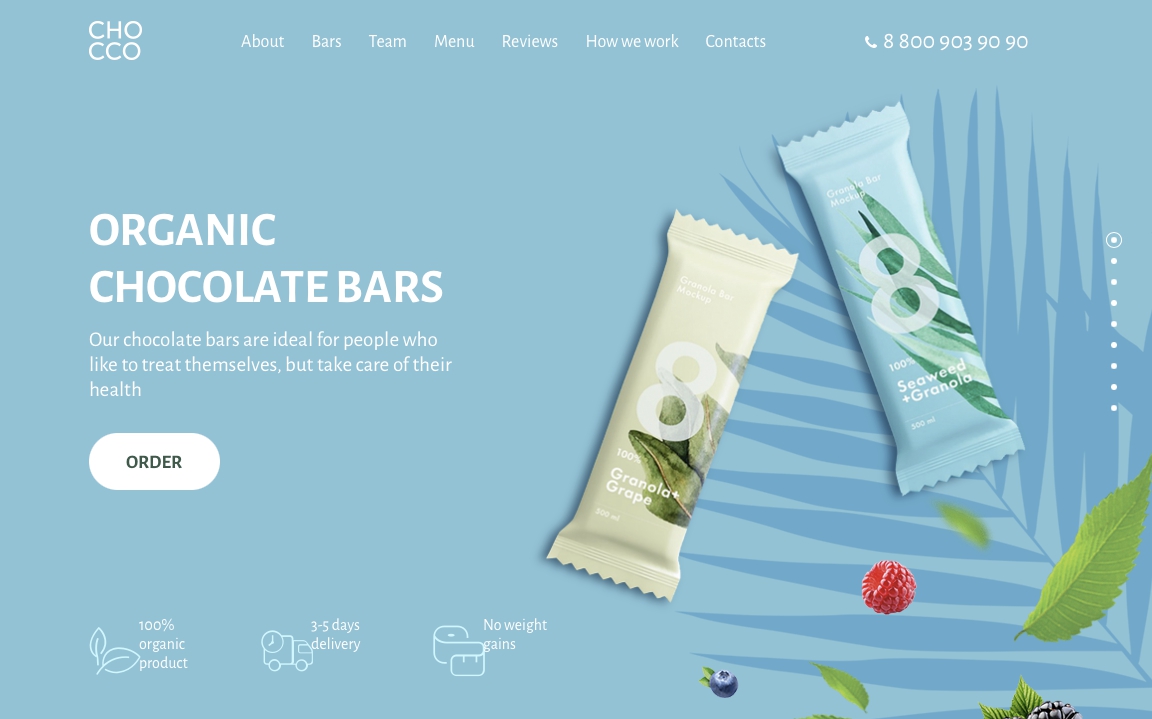 CHO
CCO
About
Bars
Team
Menu
Reviews
How we work
Contacts
8 800 903 90 90
ORGANIC
CHOCOLATE BARS
Our chocolate bars are ideal for people who
like to treat themselves, but take care of their
health
ORDER
Granola Bar
Mockup
8
100%
Granola+
Grape
500 ml
Granola Bar
Mockup
8
100%
Seaweed
+Granola
500 ml
100%
organic
product
3-5 days
delivery
No weight
gains